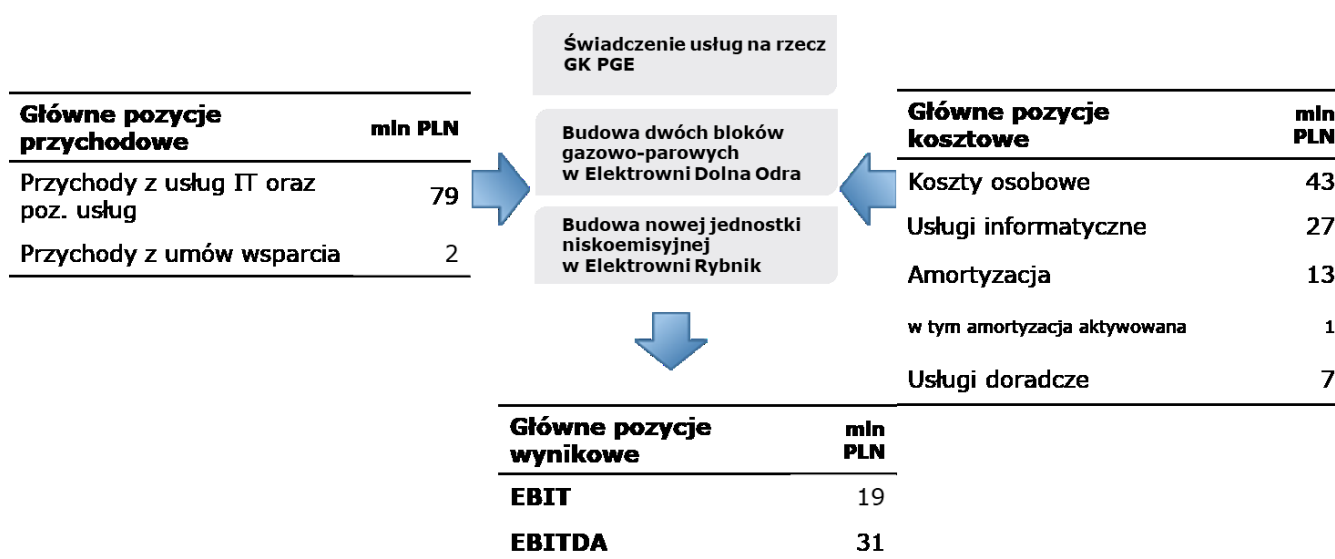 Świadczenie usług na rzecz
GK PGE
Budowa dwóch bloków
gazowo-parowych
w Elektrowni Dolna Odra
Budowa nowej jednostki
niskoemisyjnej
w Elektrowni Rybnik
Główne pozycje
przychodowe
mln PLN
Przychody z usług IT oraz
poz. usług
79
Przychody z umów wsparcia 2
Główne pozycje
kosztowe
mln
PLN
Koszty osobowe 43
Usługi informatyczne 27
Amortyzacja 13
w tym amortyzacja aktywowana 1
Usługi doradcze 7
Główne pozycje
wynikowe
mln
PLN
EBIT 19
EBITDA 31